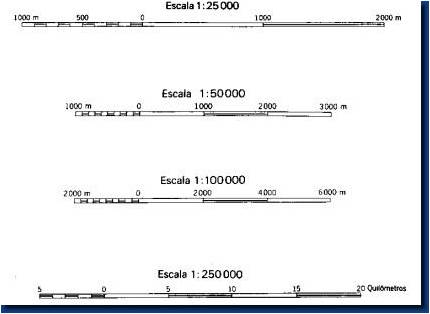 Escala 1:25 000
1000 m 500 0 1000 2000 m
Escala 1:50 000
1000 m 0 1000 2000 3000 m
Escala 1:100 000
2000 m 0 2000 4000 6000 m
Escala 1:250 000
5 0 5 10 15 20 Quilômetros